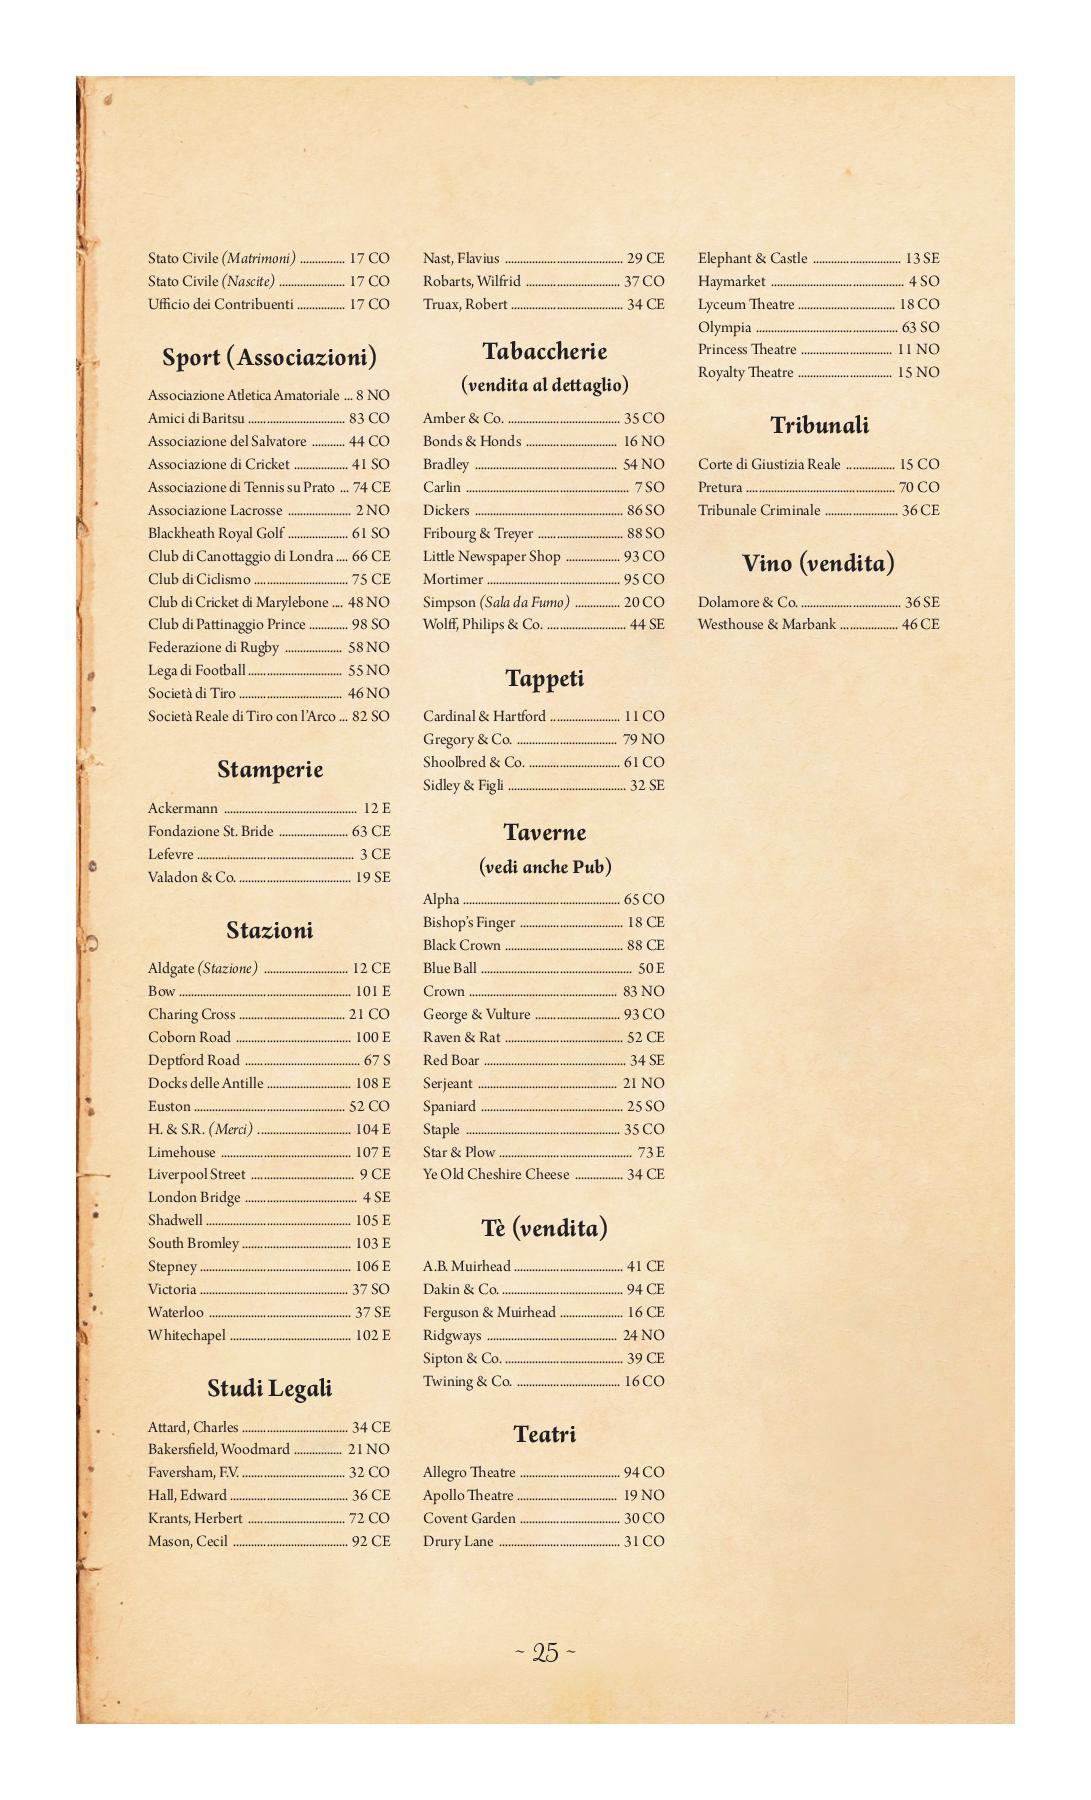 Stato Civile (Matrimoni) ............... 17 CO
Stato Civile (Nascite) ...................... 17 CO
Ufficio dei Contribuenti ................ 17 CO
Sport (Associazioni)
Associazione Atletica Amatoriale ... 8 NO
Amici di Baritsu ................................ 83 CO
Associazione del Salvatore ........... 44 CO
Associazione di Cricket .................. 41 SO
Associazione di Tennis su Prato ... 74 CE
Associazione Lacrosse ..................... 2 NO
Blackheath Royal Golf .................... 61 SO
Club di Canottaggio di Londra .... 66 CE
Club di Ciclismo ............................... 75 CE
Club di Cricket di Marylebone .... 48 NO
Club di Pattinaggio Prince ............. 98 SO
Federazione di Rugby ................... 58 NO
Lega di Football ............................... 55 NO
Società di Tiro .................................. 46 NO
Società Reale di Tiro con l'Arco ... 82 SO
Stamperie
Ackermann ............................................ 12 E
Fondazione St. Bride ....................... 63 CE
Lefevre .................................................... 3 CE
Valadon & Co. ..................................... 19 SE
Stazioni
Aldgate (Stazione) ............................ 12 CE
Bow ......................................................... 101 E
Charing Cross ................................... 21 CO
Coborn Road ...................................... 100 E
Deptford Road ...................................... 67 S
Docks delle Antille ............................ 108 E
Euston .................................................. 52 CO
H. & S.R. (Merci) ............................... 104 E
Limehouse ........................................... 107 E
Liverpool Street .................................. 9 CE
London Bridge ..................................... 4 SE
Shadwell ................................................ 105 E
South Bromley .................................... 103 E
Stepney .................................................. 106 E
Victoria ................................................. 37 SO
Waterloo ............................................... 37 SE
Whitechapel ........................................ 102 E
Studi Legali
Attard, Charles ................................... 34 CE
Bakersfield, Woodmard ................ 21 NO
Faversham, F.V. .................................. 32 CO
Hall, Edward ....................................... 36 CE
Krants, Herbert ................................ 72 CO
Mason, Cecil ...................................... 92 CE
Nast, Flavius ....................................... 29 CE
Robarts, Wilfrid ............................... 37 CO
Truax, Robert ..................................... 34 CE
Tabaccherie
(vendita al dettaglio)
Amber & Co. ..................................... 35 CO
Bonds & Honds .............................. 16 NO
Bradley ............................................... 54 NO
Carlin ...................................................... 7 SO
Dickers ................................................. 86 SO
Fribourg & Treyer ............................ 88 SO
Little Newspaper Shop .................. 93 CO
Mortimer ............................................ 95 CO
Simpson (Sala da Fumo) ............... 20 CO
Wolff, Philips & Co. .......................... 44 SE
Tappeti
Cardinal & Hartford ....................... 11 CO
Gregory & Co. ................................. 79 NO
Shoolbred & Co. ............................... 61 CO
Sidley & Figli ....................................... 32 SE
Taverne
(vedi anche Pub)
Alpha .................................................... 65 CO
Bishop's Finger .................................. 18 CE
Black Crown ....................................... 88 CE
Blue Ball .................................................. 50 E
Crown ................................................. 83 NO
George & Vulture ............................ 93 CO
Raven & Rat ....................................... 52 CE
Red Boar .............................................. 34 SE
Serjeant .............................................. 21 NO
Spaniard ............................................... 25 SO
Staple ................................................... 35 CO
Star & Plow ............................................ 73 E
Ye Old Cheshire Cheese ................ 34 CE
Tè (vendita)
A.B. Muirhead .................................... 41 CE
Dakin & Co. ........................................ 94 CE
Ferguson & Muirhead ..................... 16 CE
Ridgways ........................................... 24 NO
Sipton & Co. ....................................... 39 CE
Twining & Co. .................................. 16 CO
Teatri
Allegro Theatre ................................. 94 CO
Apollo Theatre ................................. 19 NO
Covent Garden ................................. 30 CO
Drury Lane ........................................ 31 CO
Elephant & Castle ............................. 13 SE
Haymarket ............................................ 4 SO
Lyceum Theatre .................................. 18 CO
Olympia ............................................... 63 SO
Princess Theatre .............................. 11 NO
Royalty Theatre ............................... 15 NO
Tribunali
Corte di Giustizia Reale ................ 15 CO
Pretura ................................................. 70 CO
Tribunale Criminale ......................... 36 CE
Vino (vendita)
Dolamore & Co. ................................. 36 SE
Westhouse & Marbank ................... 46 CE
~ 25 ~